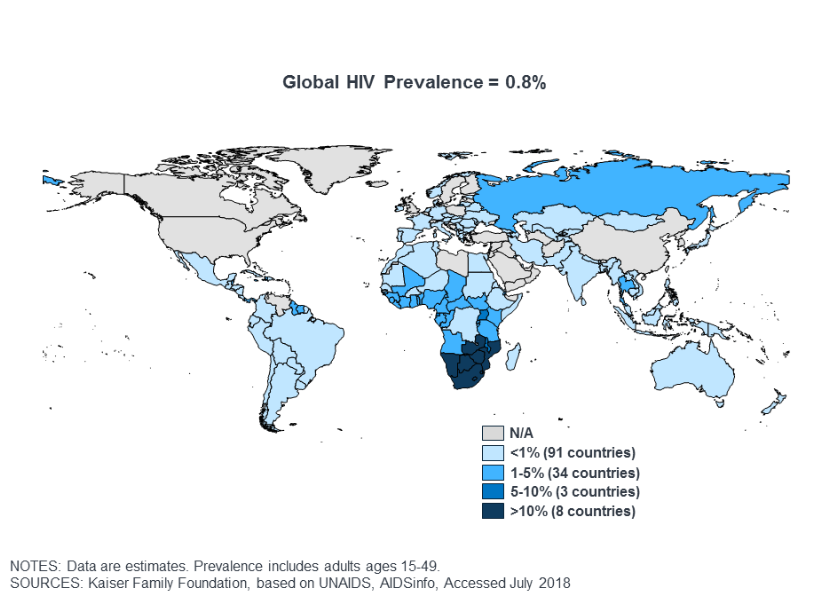 Global HIV Prevalence = 0.8%
N/A
<1% (91 countries)
1-5% (34 countries)
5-10% (3 countries)
>10% (8 countries)
NOTES: Data are estimates. Prevalence includes adults ages 15-49.
SOURCES: Kaiser Family Foundation, based on UNAIDS, AIDSinfo, Accessed July 2018